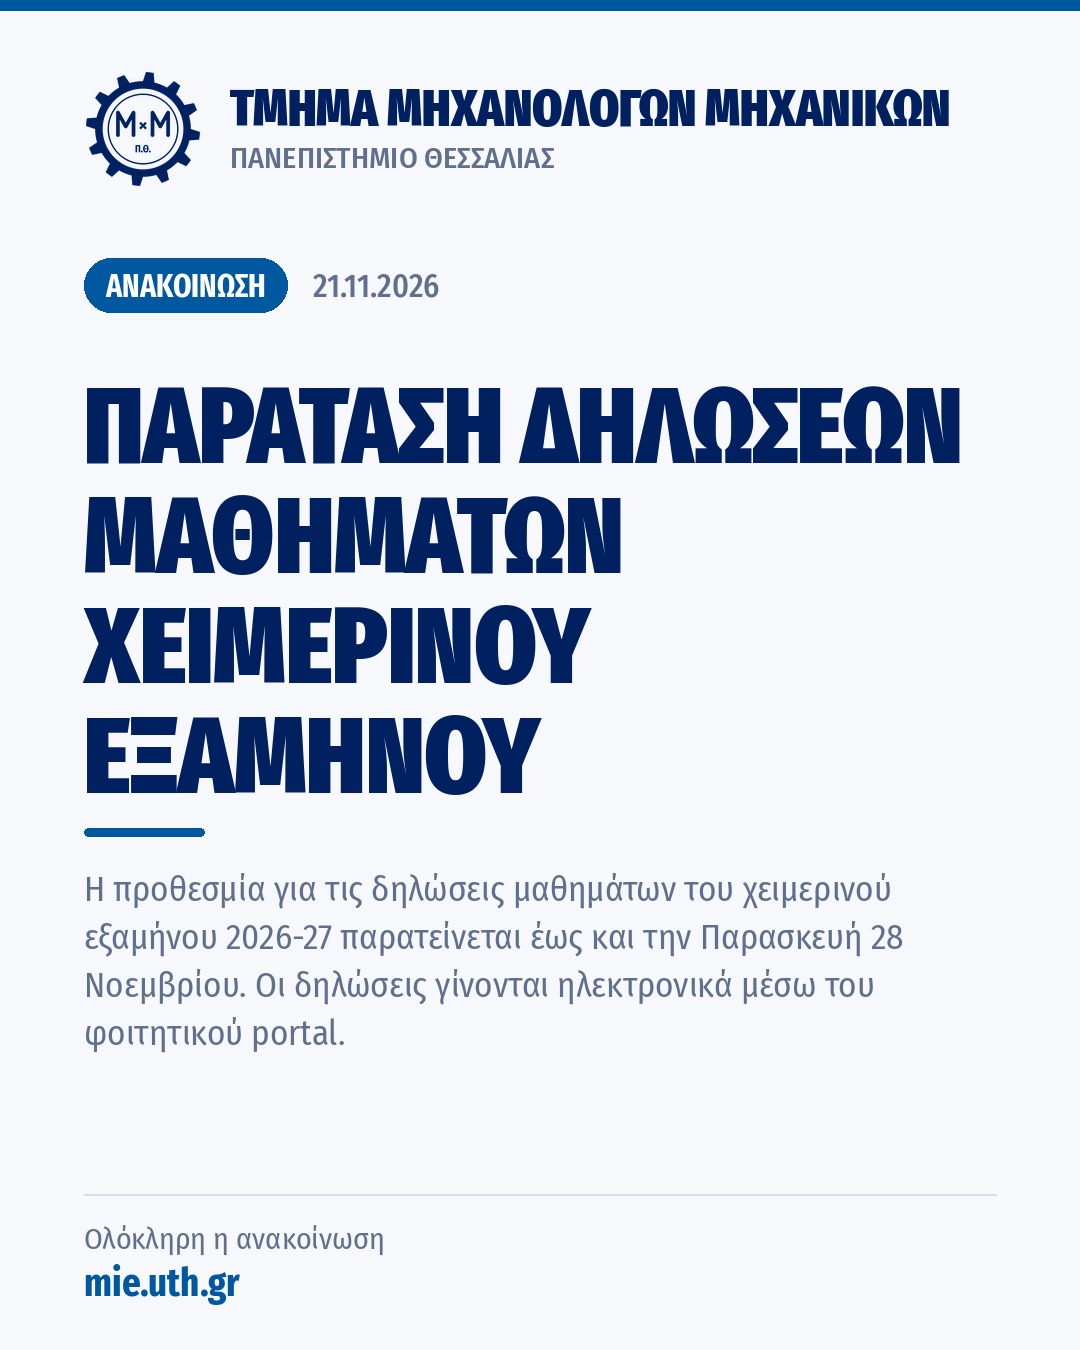 M×M
Π.Θ.
ΤΜΗΜΑ ΜΗΧΑΝΟΛΟΓΩΝ ΜΗΧΑΝΙΚΩΝ
ΠΑΝΕΠΙΣΤΗΜΙΟ ΘΕΣΣΑΛΙΑΣ
ΑΝΑΚΟΙΝΩΣΗ 21.11.2026
ΠΑΡΑΤΑΣΗ ΔΗΛΩΣΕΩΝ
ΜΑΘΗΜΑΤΩΝ
ΧΕΙΜΕΡΙΝΟΥ
ΕΞΑΜΗΝΟΥ
Η προθεσμία για τις δηλώσεις μαθημάτων του χειμερινού
εξαμήνου 2026-27 παρατείνεται έως και την Παρασκευή 28
Νοεμβρίου. Οι δηλώσεις γίνονται ηλεκτρονικά μέσω του
φοιτητικού portal.
Ολόκληρη η ανακοίνωση
mie.uth.gr